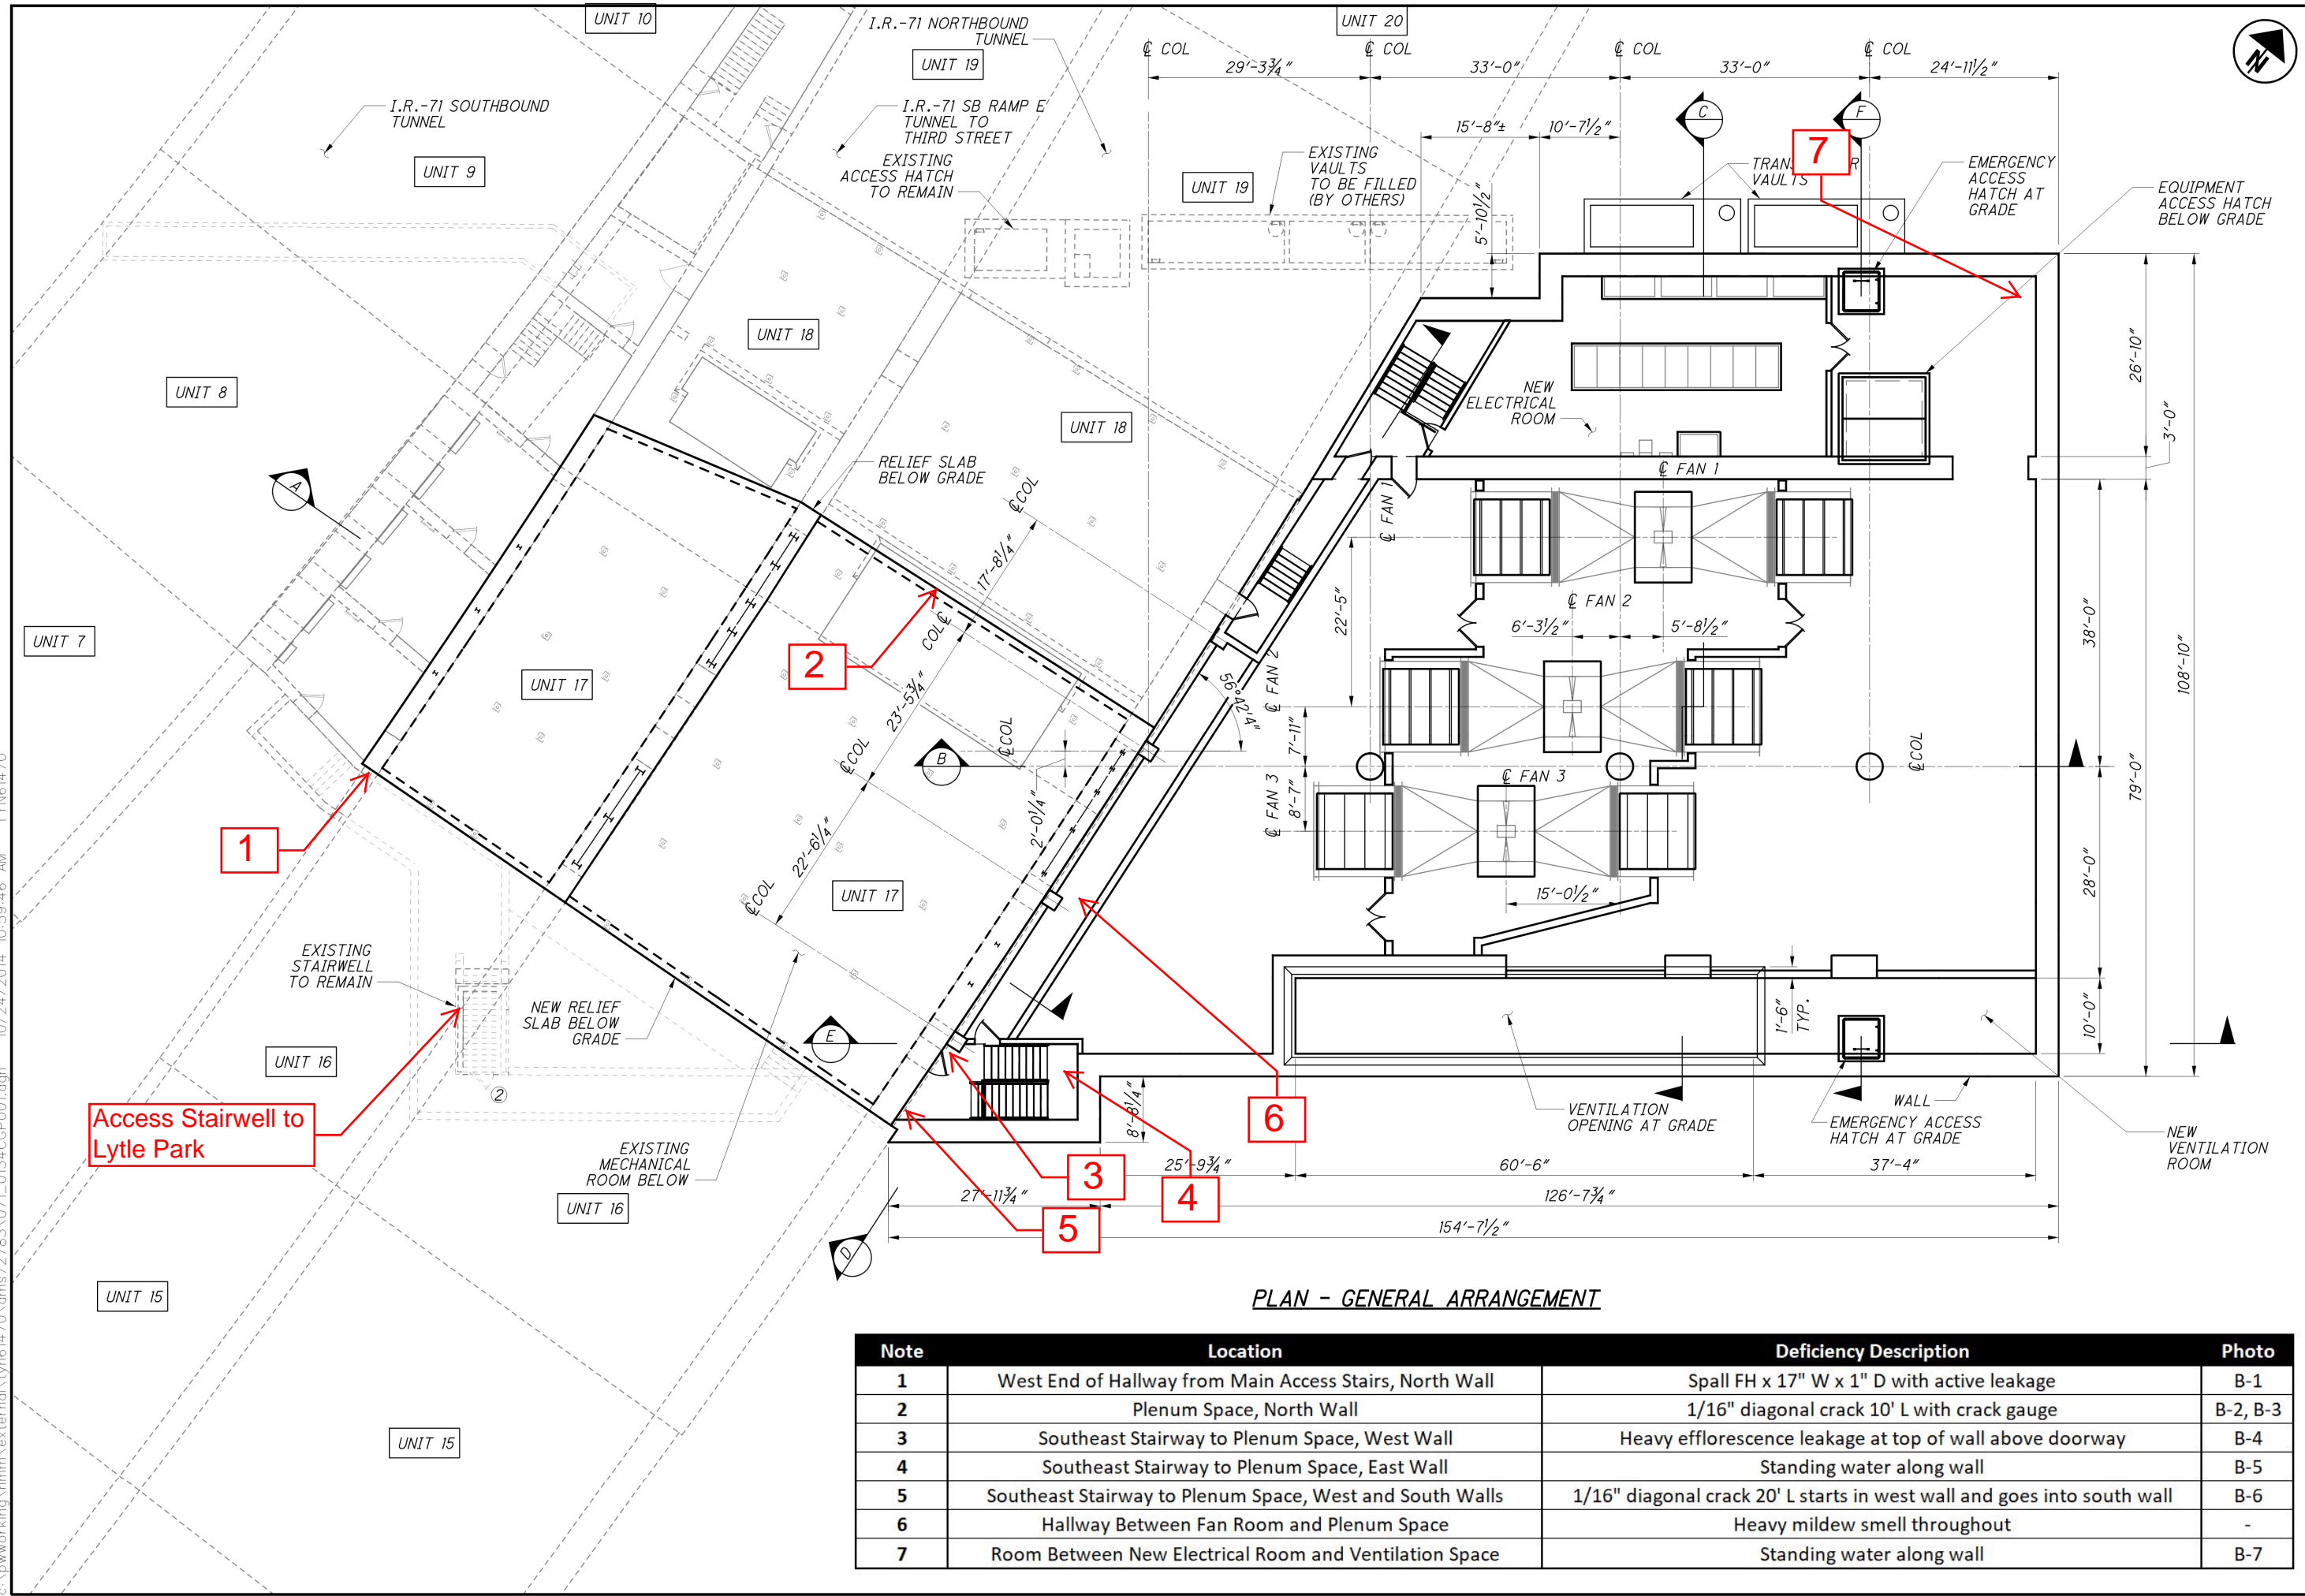 UNIT 10
I.R.-71 NORTHBOUND
TUNNEL
UNIT 20
UNIT 19
℄ COL
℄ COL
℄ COL
℄ COL
29'-3¾"
33'-0"
33'-0"
24'-11½"
N
I.R.-71 SOUTHBOUND
TUNNEL
I.R.-71 SB RAMP E
TUNNEL TO
THIRD STREET
UNIT 9
EXISTING
ACCESS HATCH
TO REMAIN
15'-8"±
10'-7½"
C
F
EXISTING
VAULTS
TO BE FILLED
(BY OTHERS)
UNIT 19
VAULTS
7
EMERGENCY
ACCESS
HATCH AT
GRADE
EQUIPMENT
ACCESS HATCH
BELOW GRADE
5'-10½"
UNIT 18
UNIT 8
26'-10"
NEW
ELECTRICAL
ROOM
UNIT 18
3'-0"
RELIEF SLAB
BELOW GRADE
℄ FAN 1
A
℄COL
℄ FAN 1
17'-8¼"
22'-5"
℄ FAN 2
6'-3½"
5'-8½"
38'-0"
108'-10"
UNIT 7
2
COL℄
℄ FAN 2
UNIT 17
23'-5¾"
56°42'4"
℄COL
℄COL
B
7'-11"
℄COL
℄ FAN 3
℄ FAN 3
8'-7"
79'-0"
1
2'-0¼"
22'-6¼"
28'-0"
℄COL
UNIT 17
15'-0½"
EXISTING
STAIRWELL
TO REMAIN
NEW RELIEF
SLAB BELOW
GRADE
E
1'-6"
TYP.
10'-0"
UNIT 16
2
Access Stairwell to
Lytle Park
6
8'-8¼"
VENTILATION
OPENING AT GRADE
WALL
EMERGENCY ACCESS
HATCH AT GRADE
NEW
VENTILATION
ROOM
EXISTING
MECHANICAL
ROOM BELOW
3
4
25'-9¾"
60'-6"
37'-4"
UNIT 16
27'-11¾"
126'-7¾"
5
154'-7½"
D
UNIT 15
UNIT 15
PLAN - GENERAL ARRANGEMENT
Note Location Deficiency Description Photo
1 West End of Hallway from Main Access Stairs, North Wall Spall FH x 17" W x 1" D with active leakage B-1
2 Plenum Space, North Wall 1/16" diagonal crack 10' L with crack gauge B-2, B-3
3 Southeast Stairway to Plenum Space, West Wall Heavy efflorescence leakage at top of wall above doorway B-4
4 Southeast Stairway to Plenum Space, East Wall Standing water along wall B-5
5 Southeast Stairway to Plenum Space, West and South Walls 1/16" diagonal crack 20' L starts in west wall and goes into south wall B-6
6 Hallway Between Fan Room and Plenum Space Heavy mildew smell throughout -
7 Room Between New Electrical Room and Ventilation Space Standing water along wall B-7